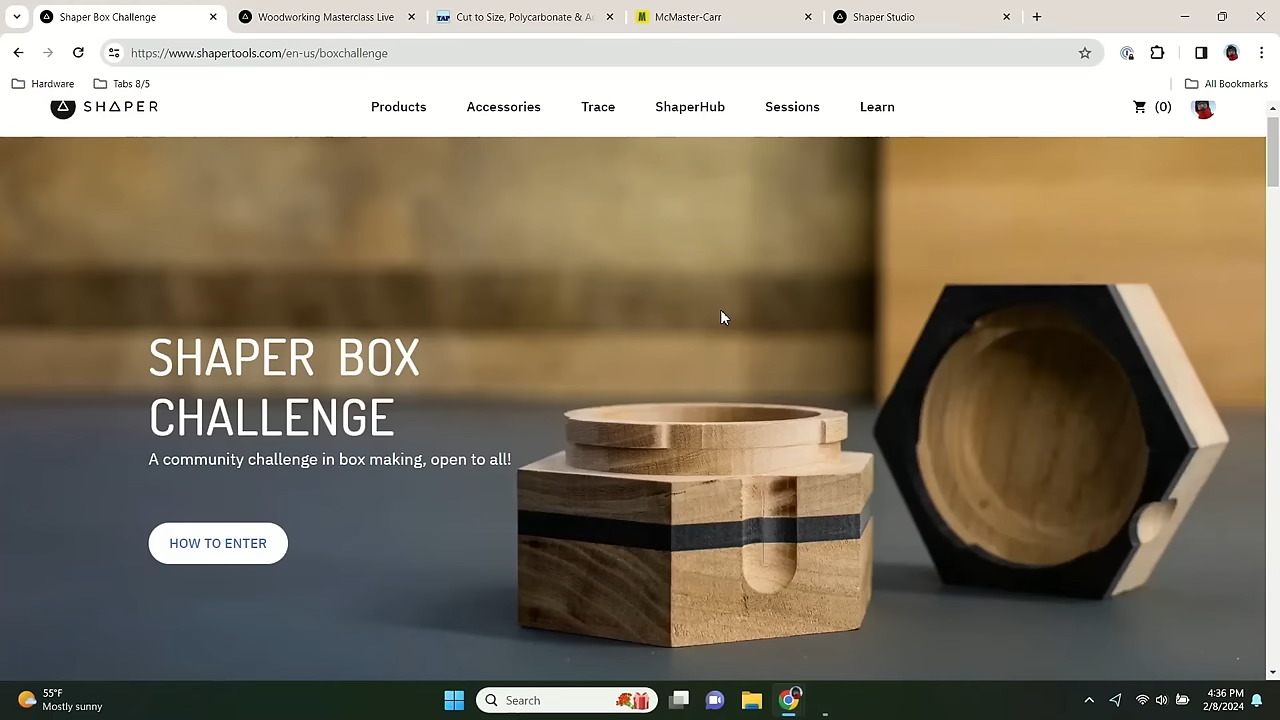 Shaper Box Challenge
Woodworking Masterclass Live
Cut to Size, Polycarbonate &
McMaster-Carr
Shaper Studio
https://www.shapertools.com/en-us/boxchallenge
Hardware
Tabs 8/5
All Bookmarks
SHAPER
Products
Accessories
Trace
ShaperHub
Sessions
Learn
(0)
SHAPER BOX
CHALLENGE
A community challenge in box making, open to all!
HOW TO ENTER
55°F
Mostly sunny
Search
4:36 PM
2/8/2024